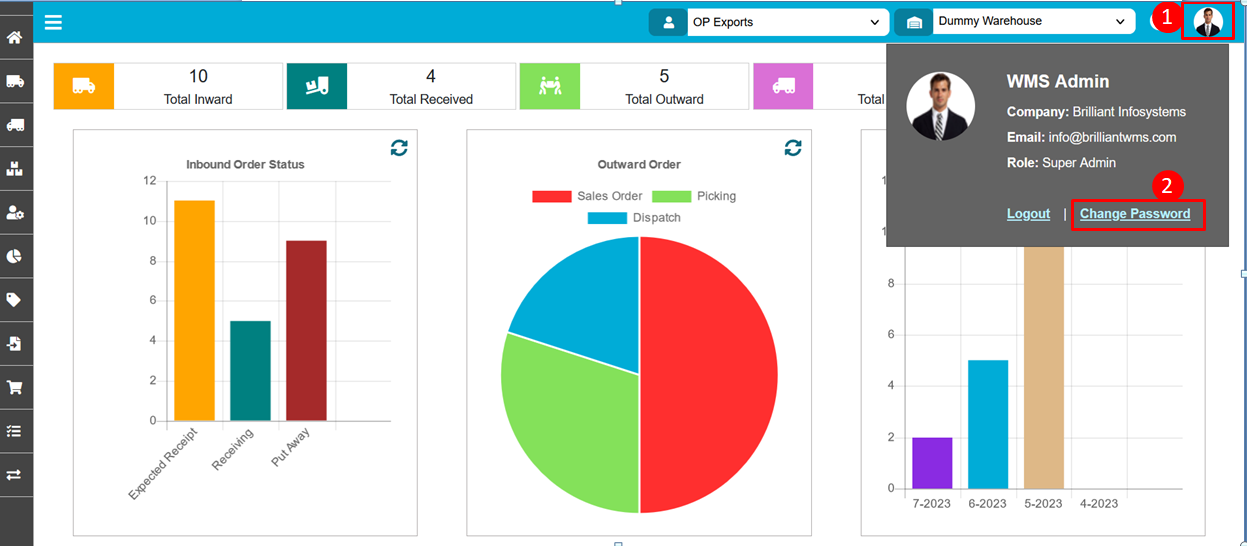 OP Exports
Dummy Warehouse
1
10
Total Inward
4
Total Received
5
Total Outward
Total
WMS Admin
Company: Brilliant Infosystems
Email: info@brilliantwms.com
Role: Super Admin
2
Logout | Change Password
Inbound Order Status
12
10
8
6
4
2
0
Expected Receipt
Receiving
Put Away
Outward Order
Sales Order
Picking
Dispatch
8
6
4
2
0
7-2023
6-2023
5-2023
4-2023